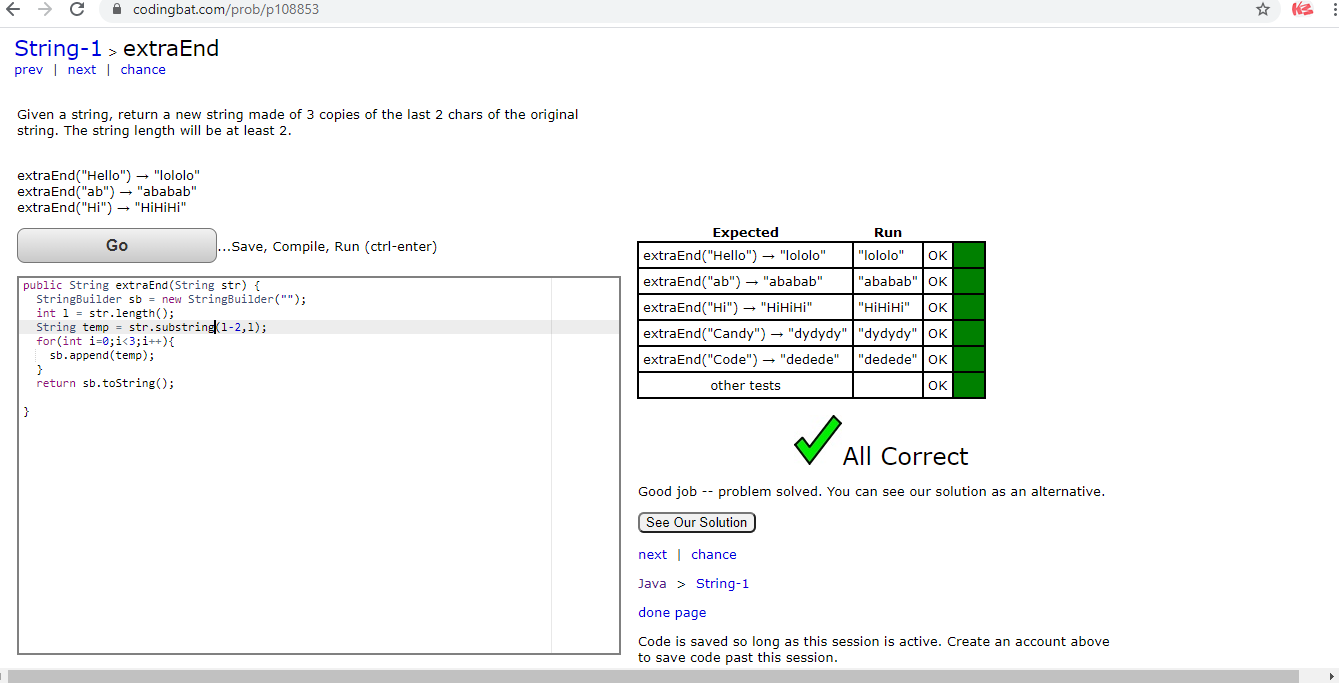 codingbat.com/prob/p108853
String-1 > extraEnd
prev | next | chance
Given a string, return a new string made of 3 copies of the last 2 chars of the original
string. The string length will be at least 2.
extraEnd("Hello") → "lololo"
extraEnd("ab") → "ababab"
extraEnd("Hi") → "HiHiHi"
Go
...Save, Compile, Run (ctrl-enter)
public String extraEnd(String str) {
StringBuilder sb = new StringBuilder("");
int l = str.length();
String temp = str.substring(l-2,l);
for(int i=0;i<3;i++){
sb.append(temp);
}
return sb.toString();
}
Expected Run
extraEnd("Hello") → "lololo" "lololo" OK
extraEnd("ab") → "ababab" "ababab" OK
extraEnd("Hi") → "HiHiHi" "HiHiHi" OK
extraEnd("Candy") → "dydydy" "dydydy" OK
extraEnd("Code") → "dedede" "dedede" OK
other tests OK
All Correct
Good job -- problem solved. You can see our solution as an alternative.
See Our Solution
next | chance
Java > String-1
done page
Code is saved so long as this session is active. Create an account above
to save code past this session.